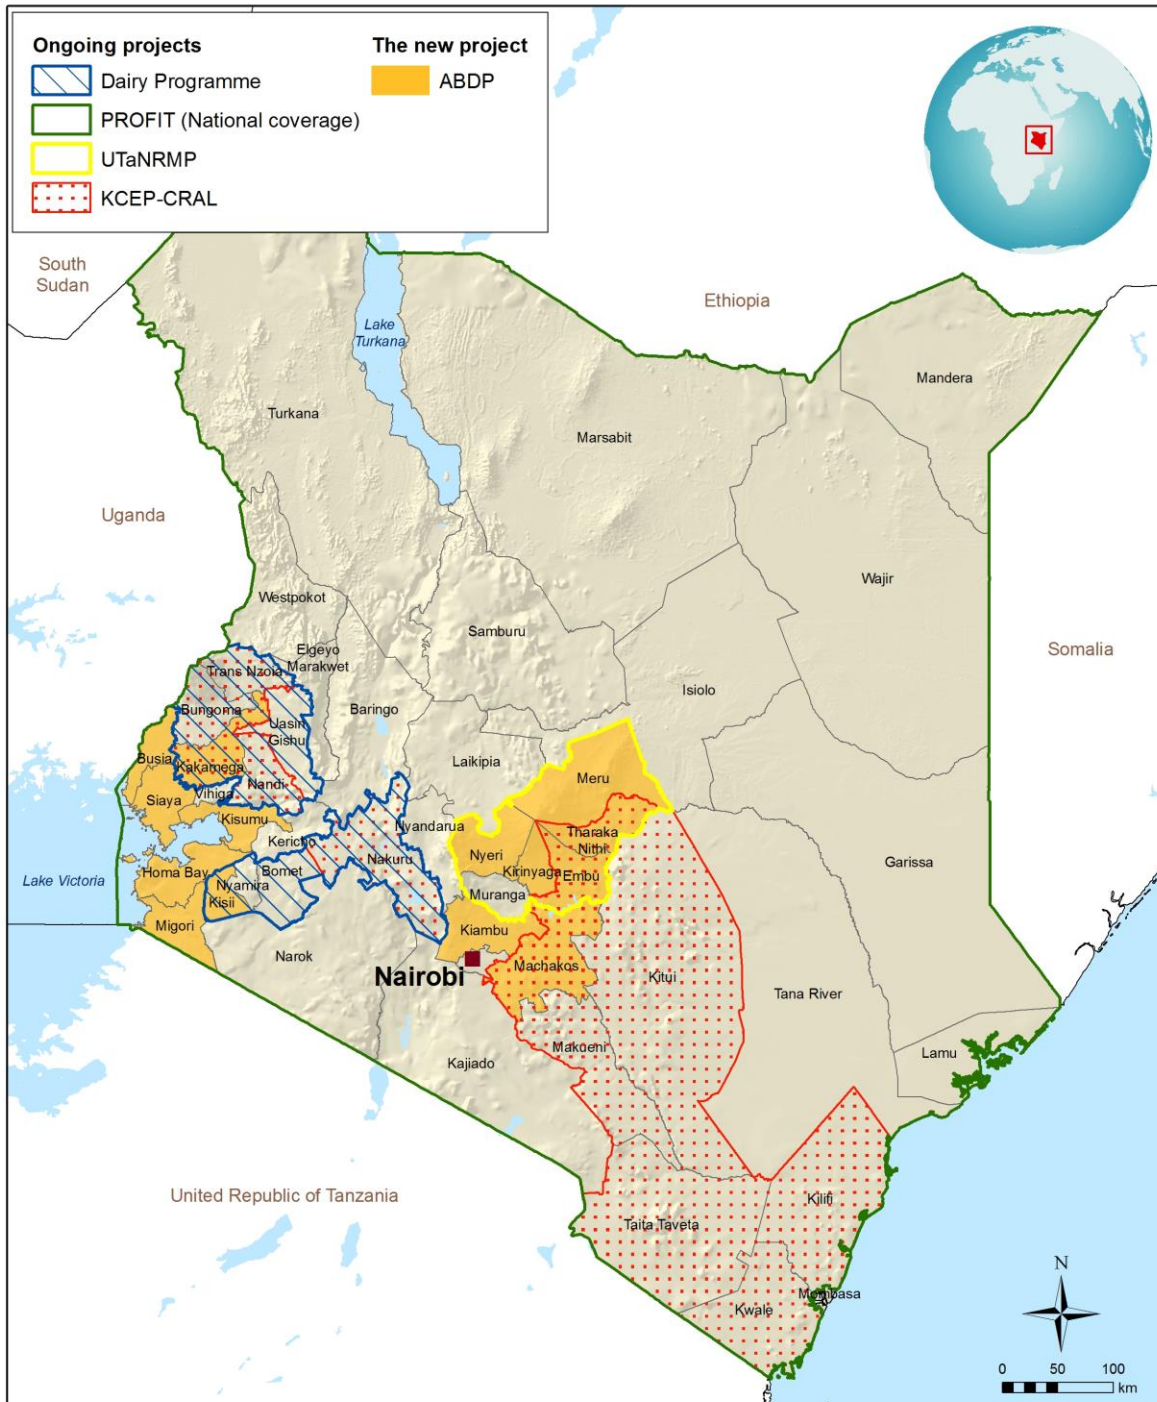 Ongoing projects
The new project
Dairy Programme
ABDP
PROFIT (National coverage)
UTaNRMP
KCEP-CRAL
South
Sudan
Ethiopia
Lake
Turkana
Mandera
Turkana
Marsabit
Uganda
Wajir
Westpokot
Samburu
Somalia
Elgeyo
Marakwet
Trans Nzoia
Isiolo
Baringo
Bungoma
Uasin
Gishu
Busia
Laikipia
Kakamega
Meru
Nandi
Vihiga
Siaya
Kisumu
Nyandarua
Tharaka
Nithi
Kericho
Nyeri
Nakuru
Garissa
Homa Bay
Bomet
Kirinyaga
Embu
Lake Victoria
Nyamira
Muranga
Kisii
Migori
Kiambu
Narok
Machakos
Nairobi
Kitui
Tana River
Makueni
Lamu
Kajiado
United Republic of Tanzania
Kilifi
Taita Taveta
N
Mombasa
Kwale
0 50 100
km